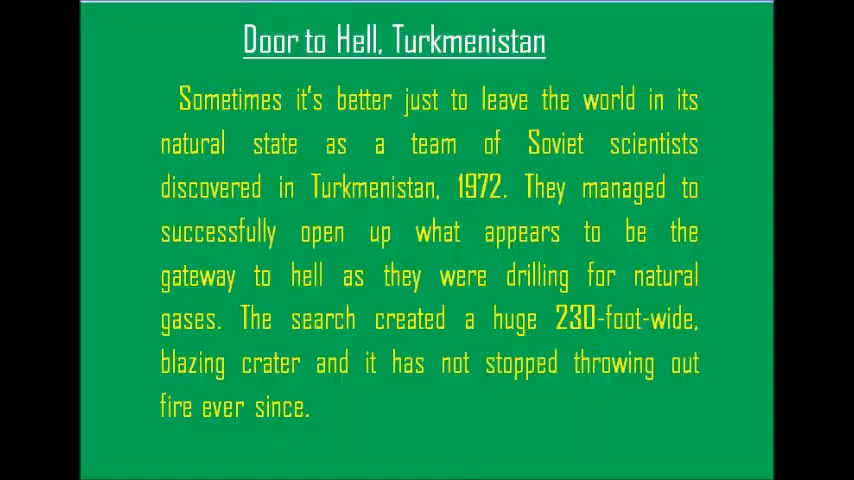 Door to Hell, Turkmenistan
Sometimes it's better just to leave the world in its
natural state as a team of Soviet scientists
discovered in Turkmenistan, 1972. They managed to
successfully open up what appears to be the
gateway to hell as they were drilling for natural
gases. The search created a huge 230-foot-wide,
blazing crater and it has not stopped throwing out
fire ever since.